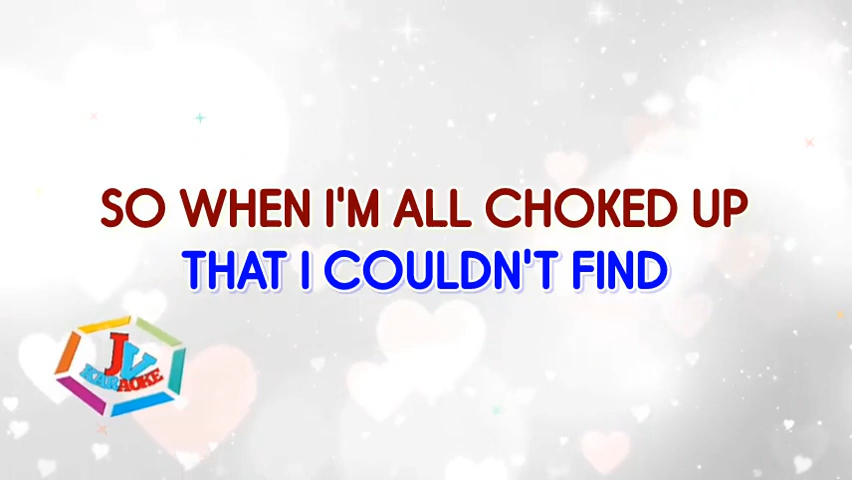 SO WHEN I'M ALL CHOKED UP
THAT I COULDN'T FIND
JV
KARAOKE